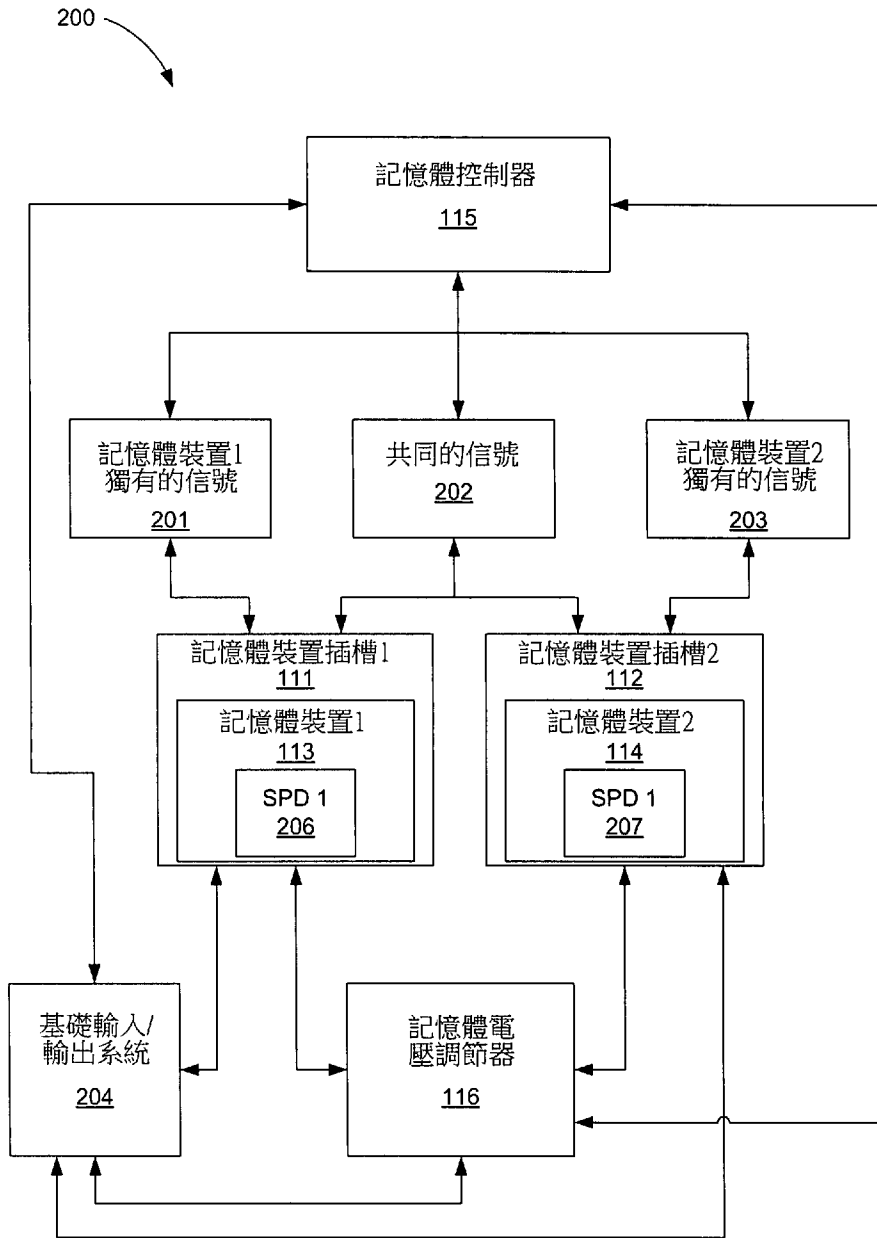 200
記憶體控制器
115
記憶體裝置1
獨有的信號
201
共同的信號
202
記憶體裝置2
獨有的信號
203
記憶體裝置插槽1
111
記憶體裝置1
113
SPD 1
206
記憶體裝置插槽2
112
記憶體裝置2
114
SPD 1
207
基礎輸入/
輸出系統
204
記憶體電
壓調節器
116